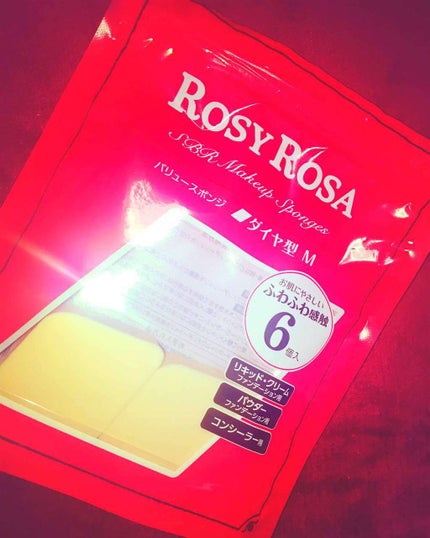 ROSY ROSA
SBR Makeup Sponges
バリュースポンジ
ダイヤ型 M
お肌にやさしい
ふわふわ感触
6
個入
リキッド・クリーム
ファンデーション用
パウダー
ファンデーション用
コンシーラー用